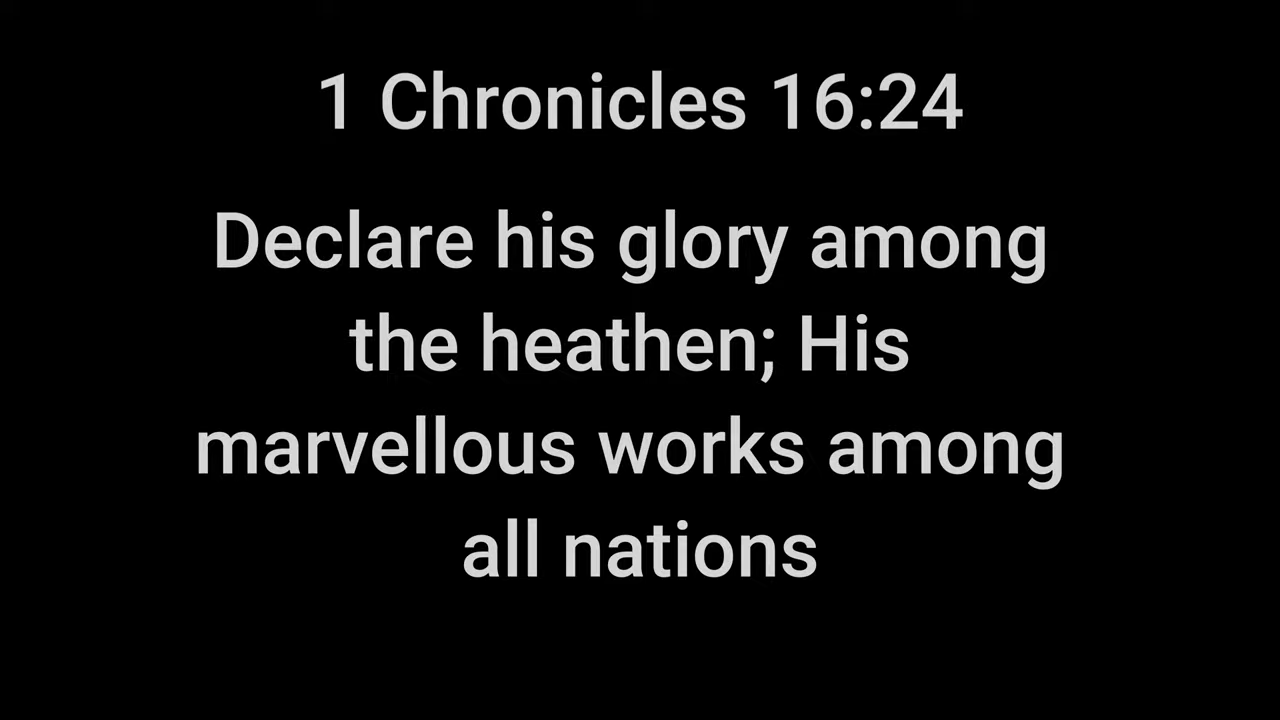 1 Chronicles 16:24
Declare his glory among
the heathen; His
marvellous works among
all nations